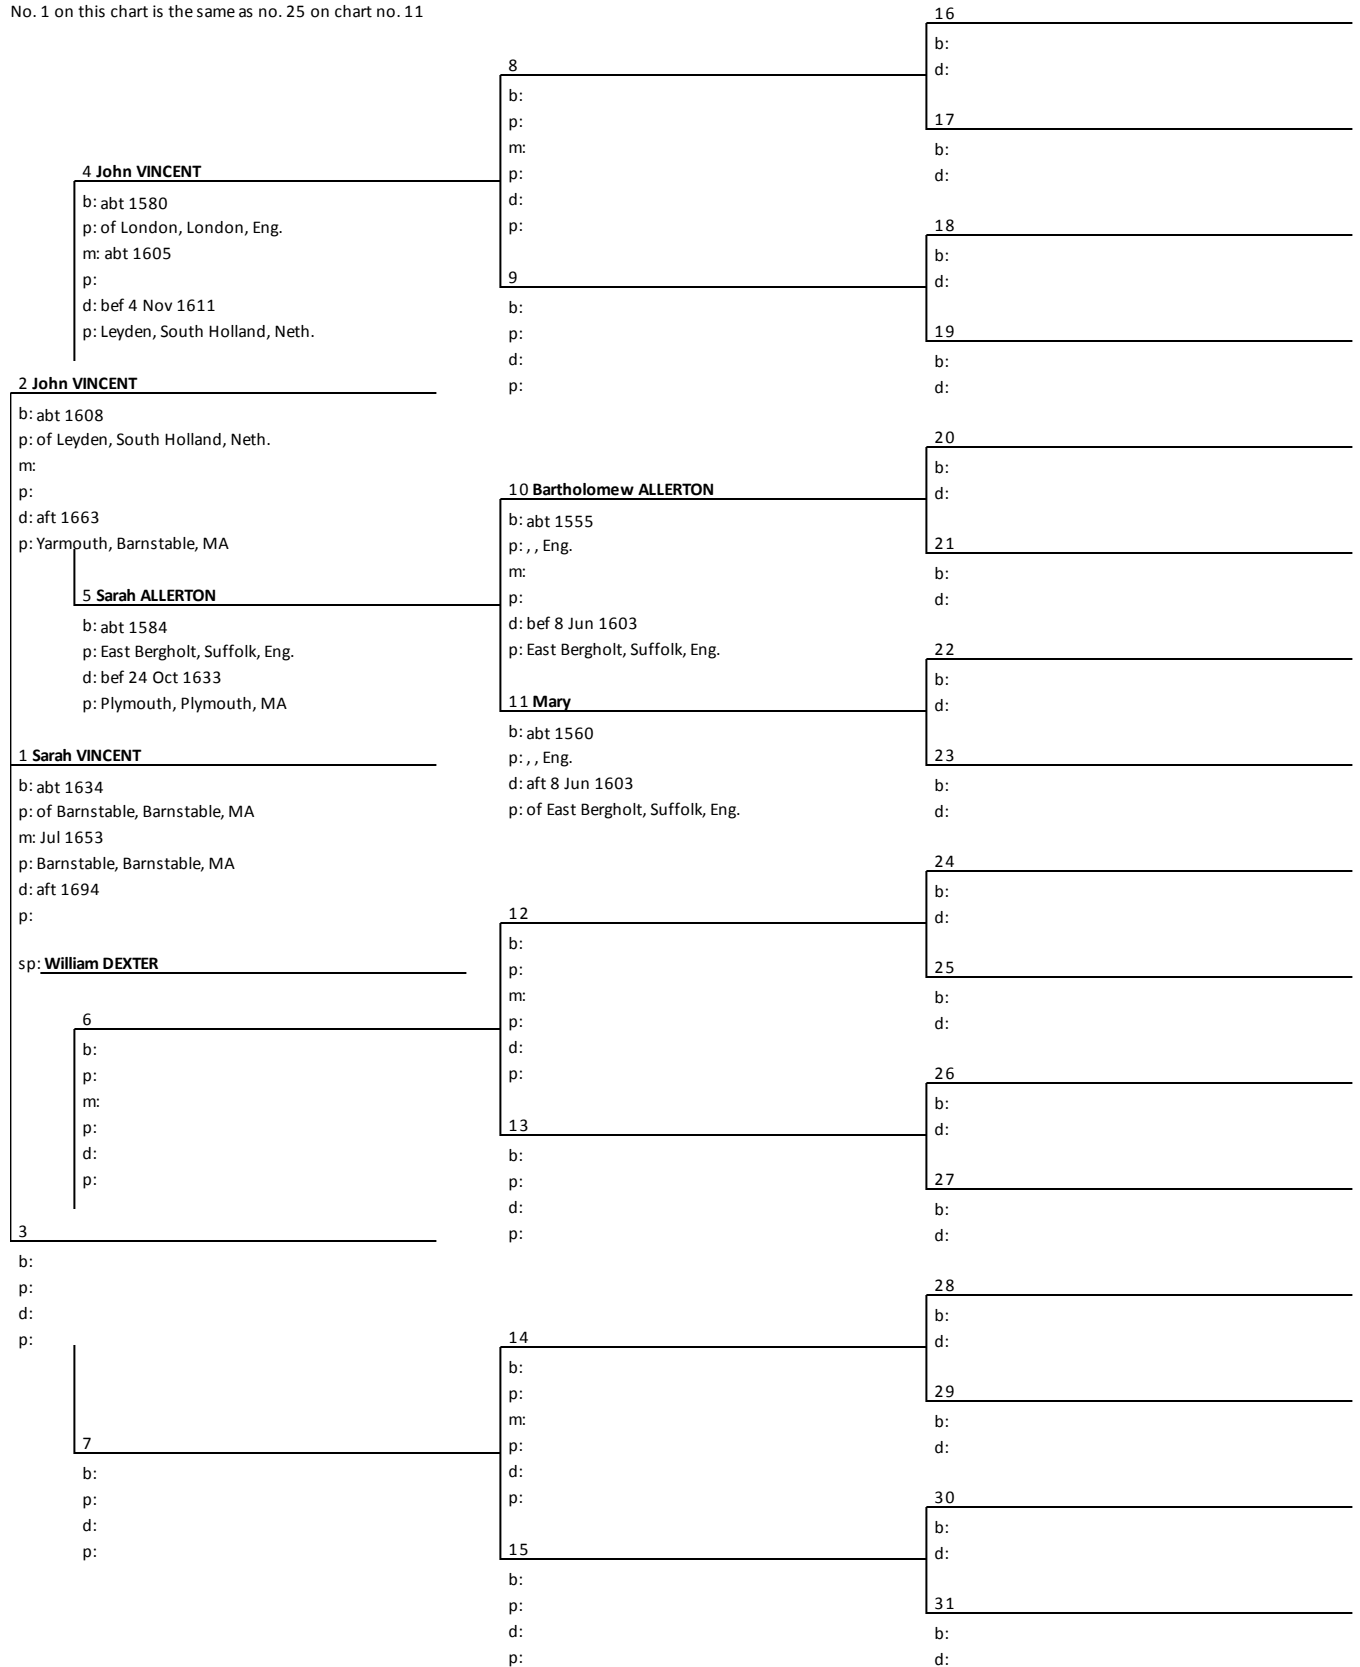 No. 1 on this chart is the same as no. 25 on chart no. 11
16
b:
d:
8
b:
p:
m:
p:
d:
p:
17
b:
d:
4 John VINCENT
b: abt 1580
p: of London, London, Eng.
m: abt 1605
p:
d: bef 4 Nov 1611
p: Leyden, South Holland, Neth.
18
b:
d:
9
b:
p:
d:
p:
19
b:
d:
2 John VINCENT
b: abt 1608
p: of Leyden, South Holland, Neth.
m:
p:
d: aft 1663
p: Yarmouth, Barnstable, MA
20
b:
d:
10 Bartholomew ALLERTON
b: abt 1555
p: , , Eng.
m:
p:
d: bef 8 Jun 1603
p: East Bergholt, Suffolk, Eng.
21
b:
d:
5 Sarah ALLERTON
b: abt 1584
p: East Bergholt, Suffolk, Eng.
d: bef 24 Oct 1633
p: Plymouth, Plymouth, MA
22
b:
d:
11 Mary
b: abt 1560
p: , , Eng.
d: aft 8 Jun 1603
p: of East Bergholt, Suffolk, Eng.
23
b:
d:
1 Sarah VINCENT
b: abt 1634
p: of Barnstable, Barnstable, MA
m: Jul 1653
p: Barnstable, Barnstable, MA
d: aft 1694
p:
sp: William DEXTER
24
b:
d:
12
b:
p:
m:
p:
d:
p:
25
b:
d:
6
b:
p:
m:
p:
d:
p:
26
b:
d:
13
b:
p:
d:
p:
27
b:
d:
3
b:
p:
d:
p:
28
b:
d:
14
b:
p:
m:
p:
d:
p:
29
b:
d:
7
b:
p:
d:
p:
30
b:
d:
15
b:
p:
d:
p:
31
b:
d: